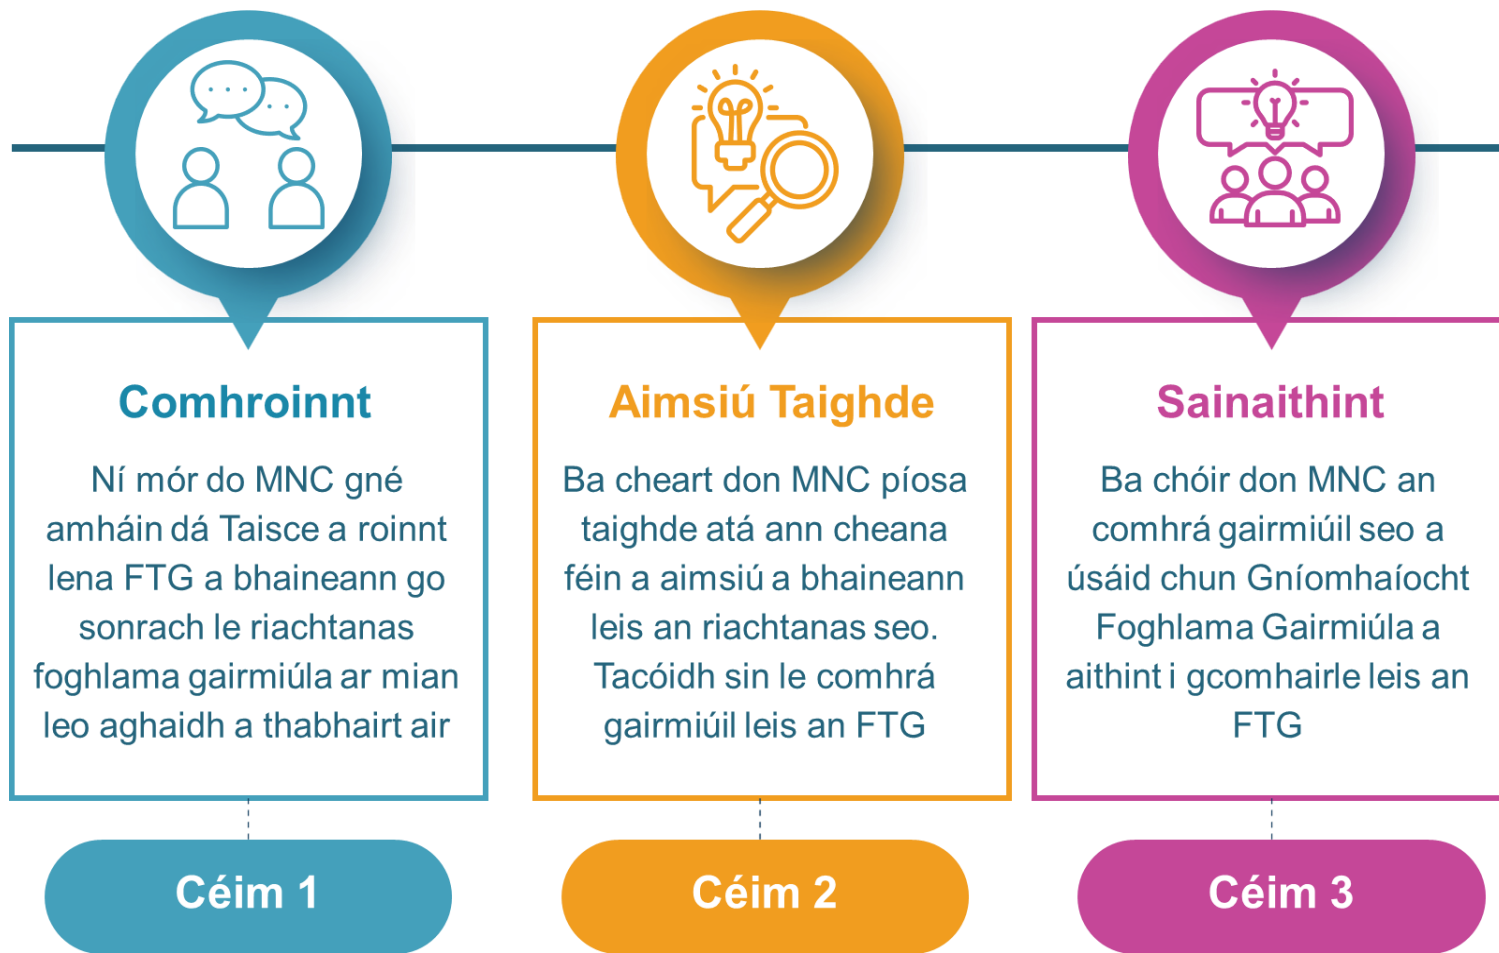 Comhroinnt
Ní mór do MNC gné
amháin dá Taisce a roinnt
lena FTG a bhaineann go
sonrach le riachtanas
foghlama gairmiúla ar mian
leo aghaidh a thabhairt air
Céim 1
Aimsiú Taighde
Ba cheart don MNC píosa
taighde atá ann cheana
féin a aimsiú a bhaineann
leis an riachtanas seo.
Tacóidh sin le comhrá
gairmiúil leis an FTG
Céim 2
Sainaithint
Ba chóir don MNC an
comhrá gairmiúil seo a
úsáid chun Gníomhaíocht
Foghlama Gairmiúla a
aithint i gcomhairle leis an
FTG
Céim 3